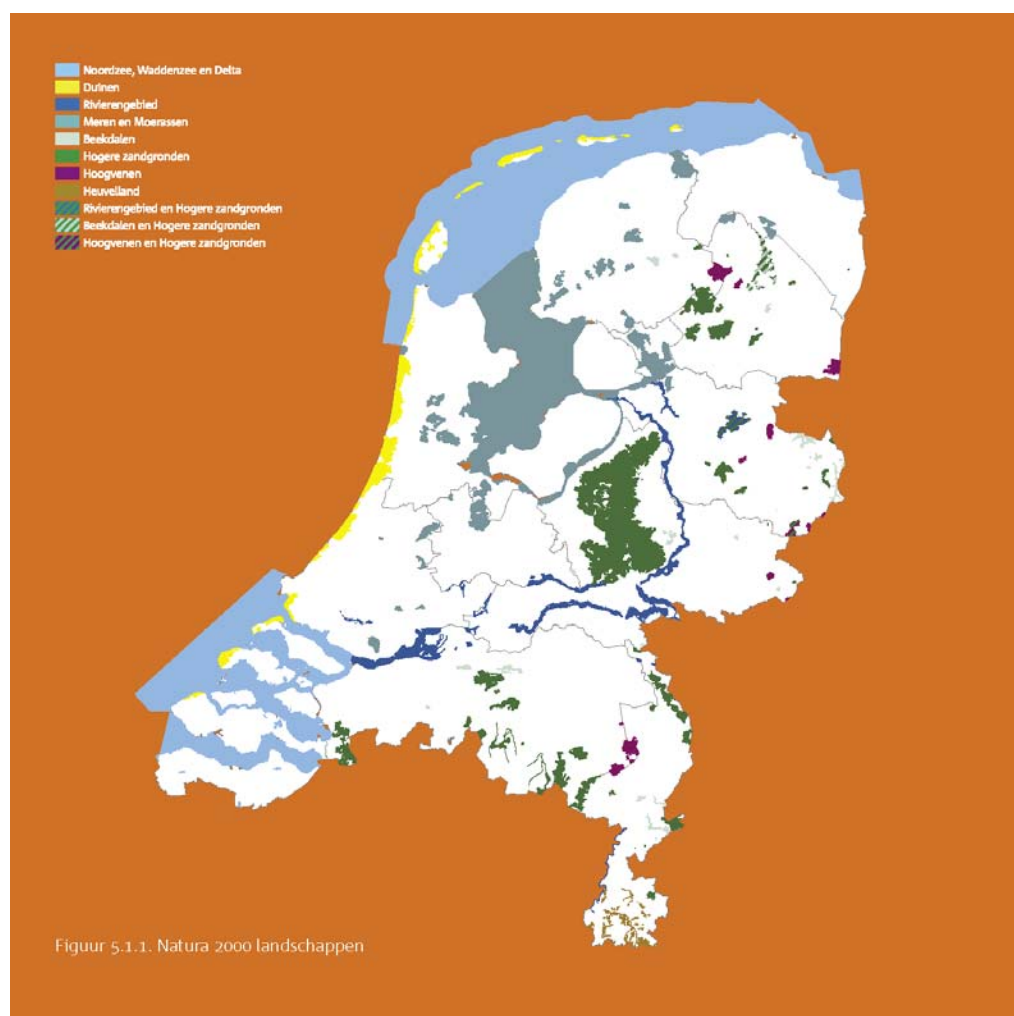 Noordzee, Waddenzee en Delta
Duinen
Rivierengebied
Meren en Moerassen
Beekdalen
Hogere zandgronden
Hoogvenen
Heuvelland
Rivierengebied en Hogere zandgronden
Beekdalen en Hogere zandgronden
Hoogvenen en Hogere zandgronden
Figuur 5.1.1. Natura 2000 landschappen